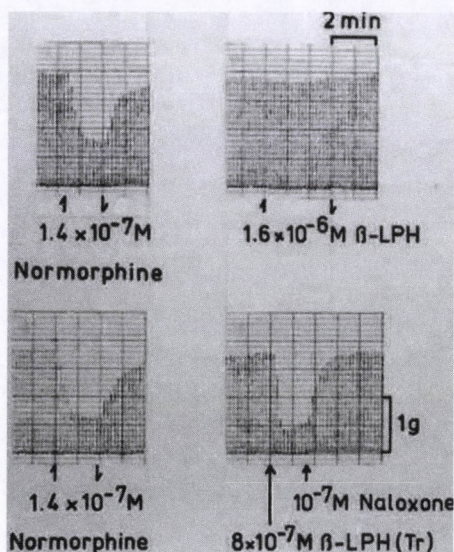 2 min
1.4 × 10⁻⁷M
Normorphine
1.6×10⁻⁶M ß-LPH
1g
1.4 × 10⁻⁷M
Normorphine
10⁻⁷M Naloxone
8×10⁻⁷M ß-LPH(Tr)